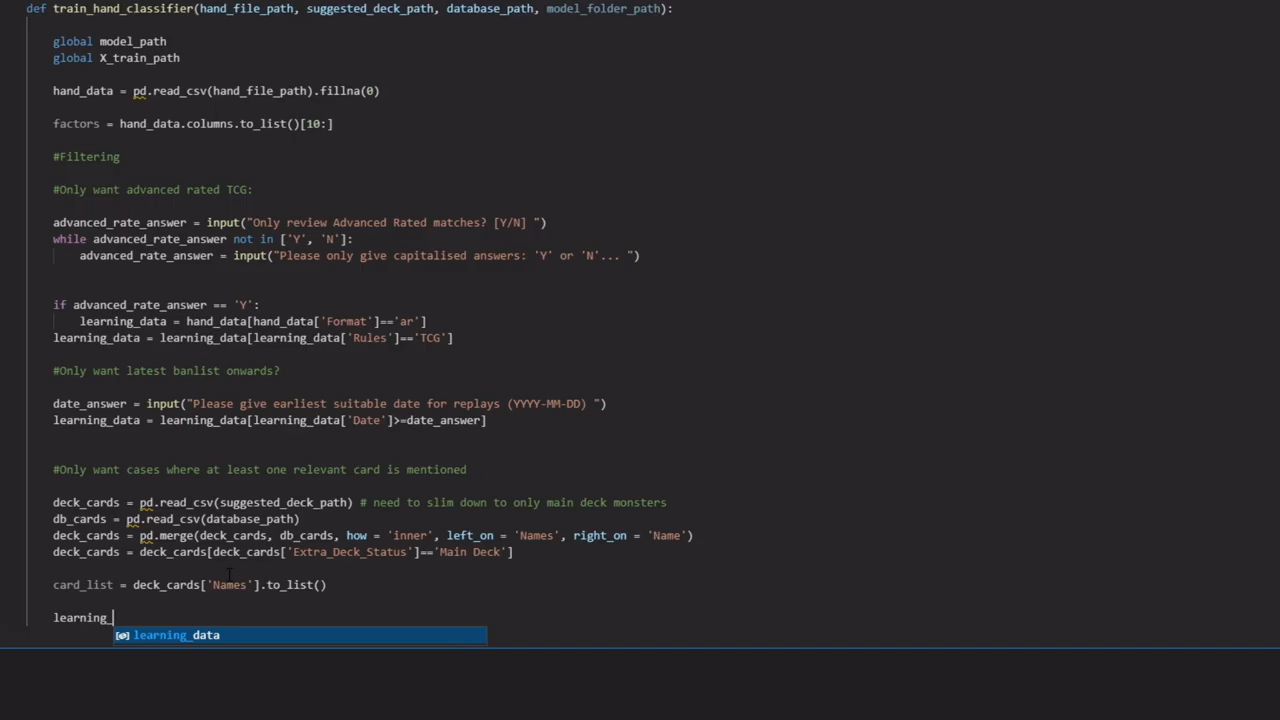 def train_hand_classifier(hand_file_path, suggested_deck_path, database_path, model_folder_path):
global model_path
global X_train_path
hand_data = pd.read_csv(hand_file_path).fillna(0)
factors = hand_data.columns.to_list()[10:]
#Filtering
#Only want advanced rated TCG:
advanced_rate_answer = input("Only review Advanced Rated matches? [Y/N] ")
while advanced_rate_answer not in ['Y', 'N']:
advanced_rate_answer = input("Please only give capitalised answers: 'Y' or 'N'... ")
if advanced_rate_answer == 'Y':
learning_data = hand_data[hand_data['Format']=='ar']
learning_data = learning_data[learning_data['Rules']=='TCG']
#Only want latest banlist onwards?
date_answer = input("Please give earliest suitable date for replays (YYYY-MM-DD) ")
learning_data = learning_data[learning_data['Date']>=date_answer]
#Only want cases where at least one relevant card is mentioned
deck_cards = pd.read_csv(suggested_deck_path) # need to slim down to only main deck monsters
db_cards = pd.read_csv(database_path)
deck_cards = pd.merge(deck_cards, db_cards, how = 'inner', left_on = 'Names', right_on = 'Name')
deck_cards = deck_cards[deck_cards['Extra_Deck_Status']=='Main Deck']
card_list = deck_cards['Names'].to_list()
learning_
learning_data